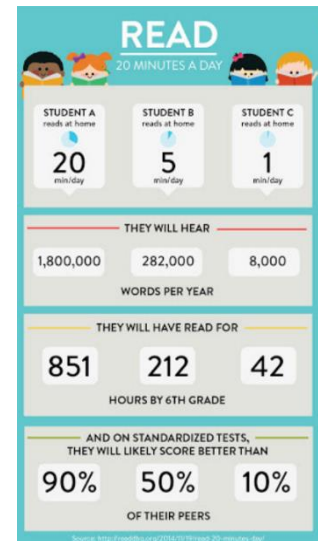 READ
20 MINUTES A DAY
STUDENT A
reads at home
20
min/day
STUDENT B
reads at home
5
min/day
STUDENT C
reads at home
1
min/day
THEY WILL HEAR
1,800,000 282,000 8,000
WORDS PER YEAR
THEY WILL HAVE READ FOR
851 212 42
HOURS BY 6TH GRADE
AND ON STANDARDIZED TESTS,
THEY WILL LIKELY SCORE BETTER THAN
90% 50% 10%
OF THEIR PEERS